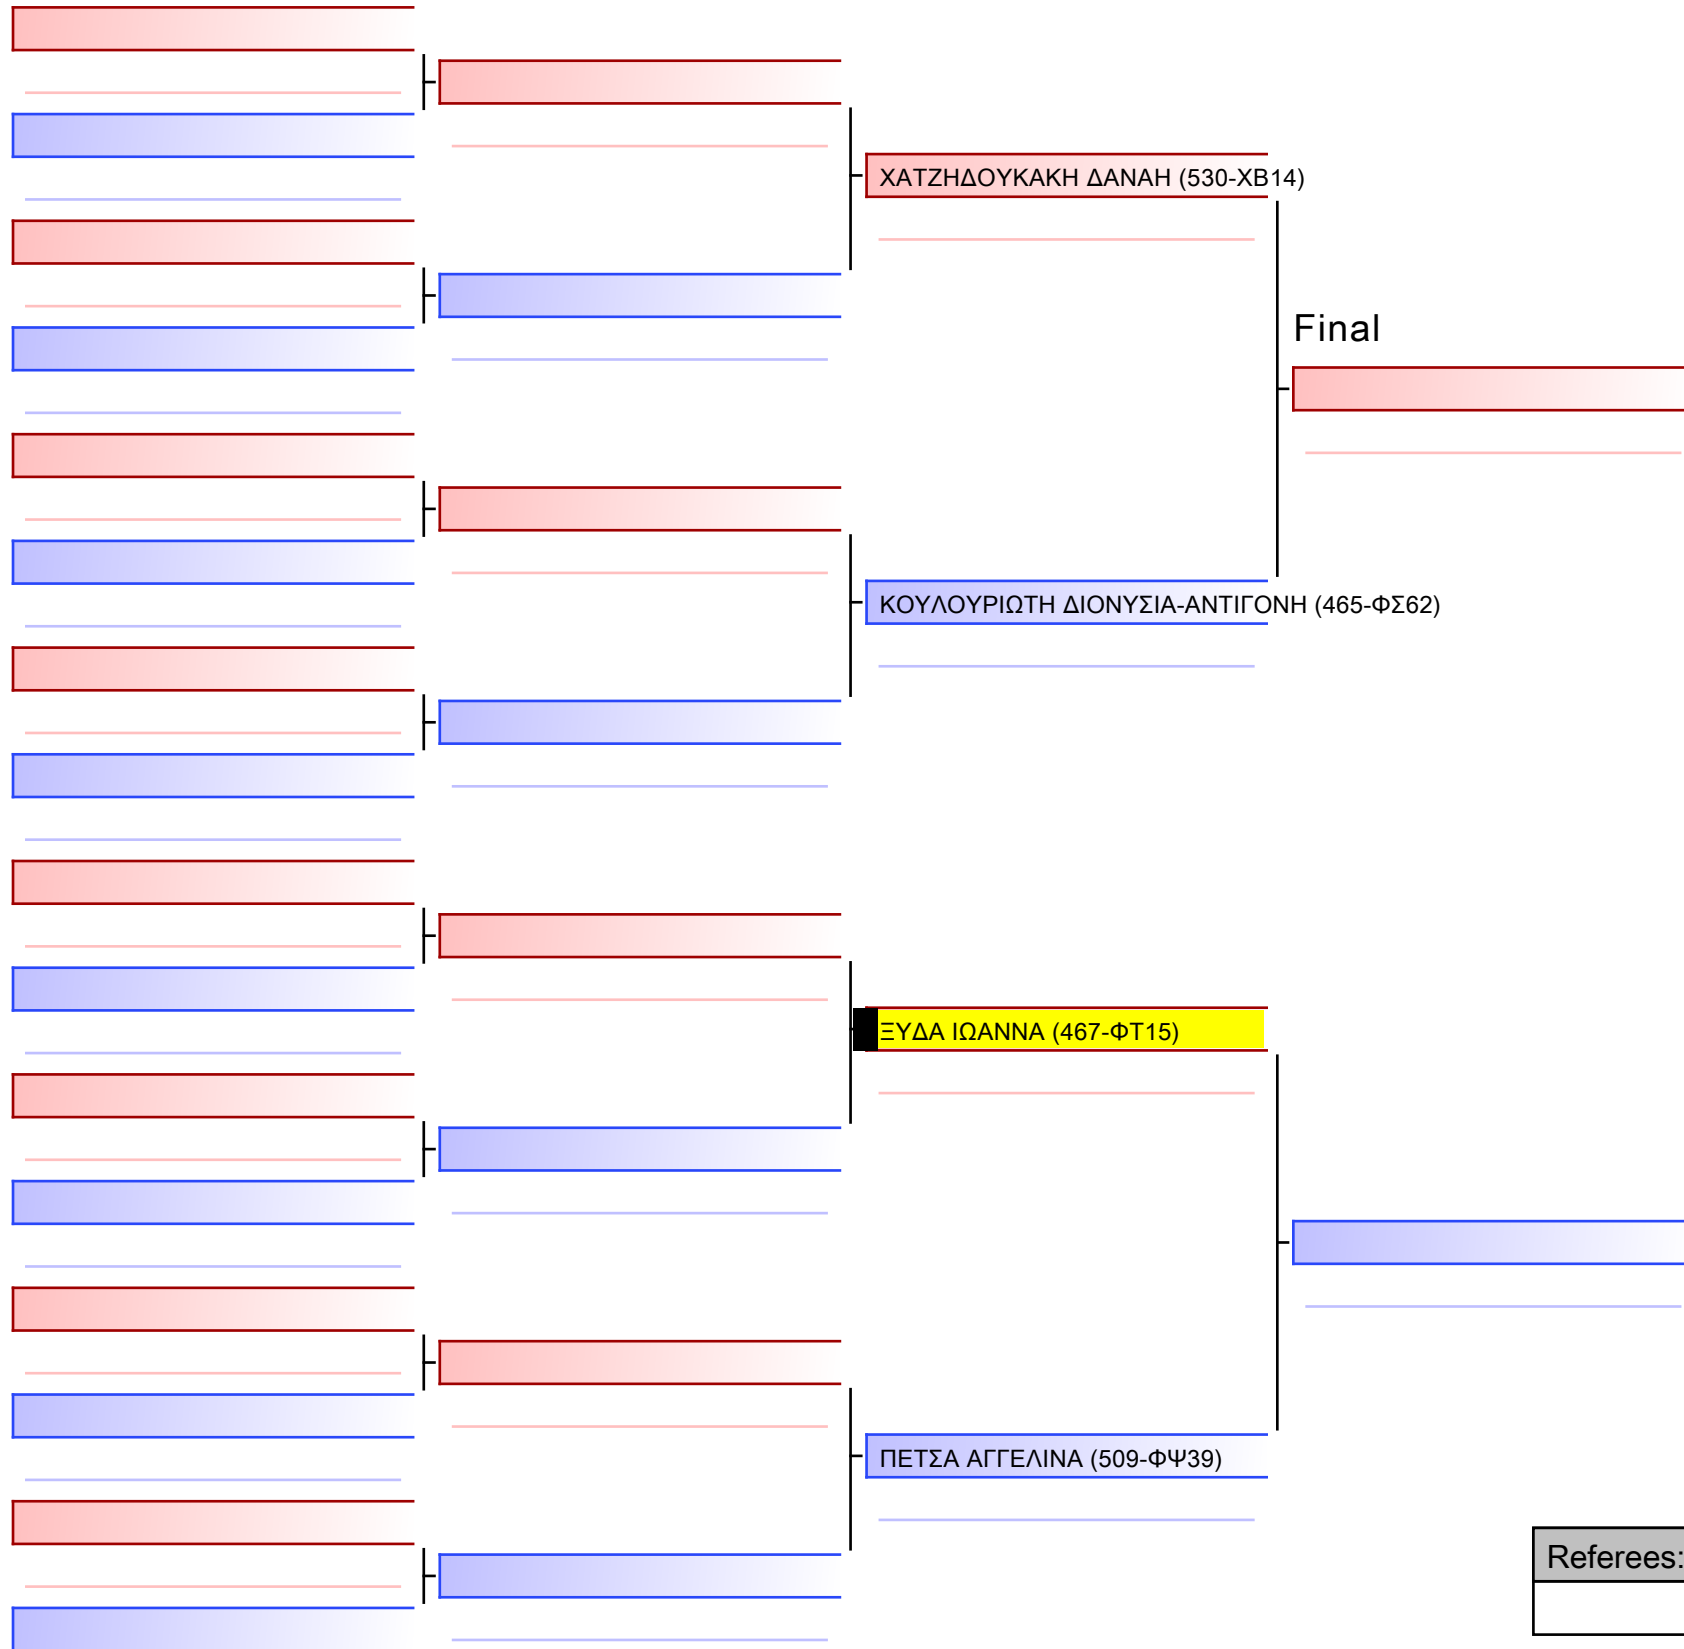 ΧΑΤΖΗΔΟΥΚΑΚΗ ΔΑΝΑΗ (530-ΧΒ14)
Final
ΚΟΥΛΟΥΡΙΩΤΗ ΔΙΟΝΥΣΙΑ-ΑΝΤΙΓΟΝΗ (465-ΦΣ62)
ΞΥΔΑ ΙΩΑΝΝΑ (467-ΦΤ15)
ΠΕΤΣΑ ΑΓΓΕΛΙΝΑ (509-ΦΨ39)
Referees: